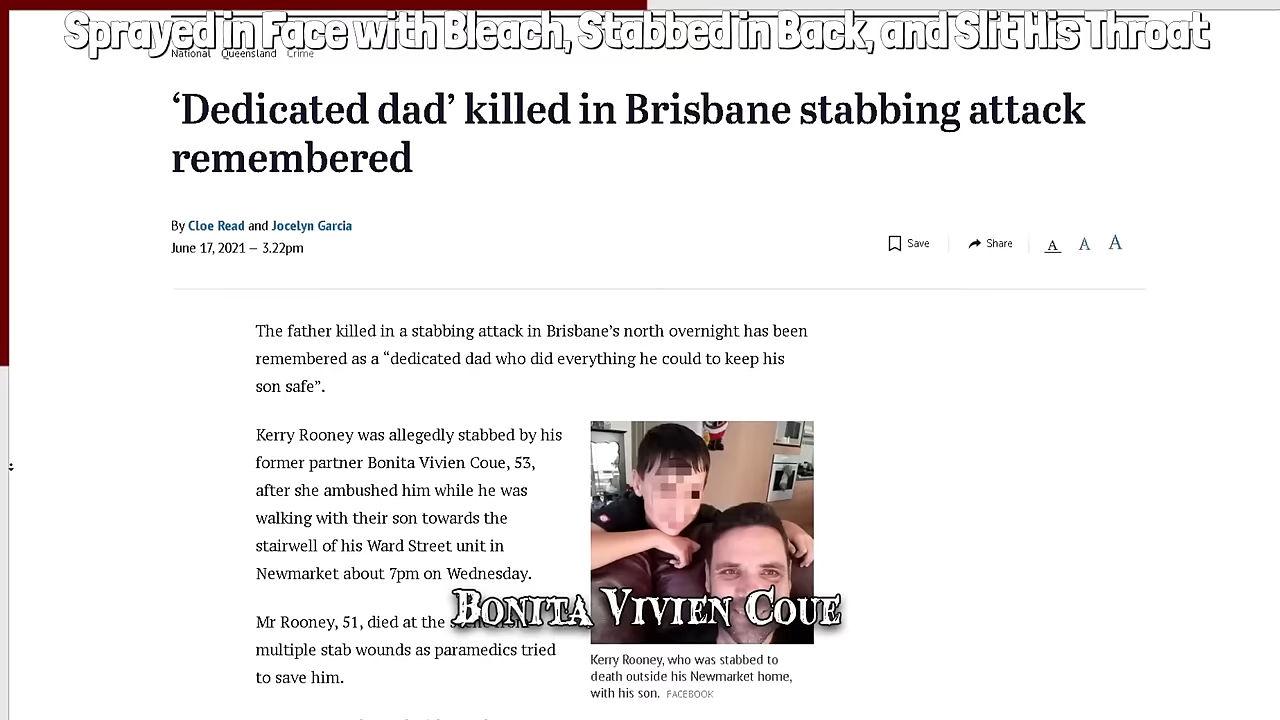 Sprayed in Face with Bleach, Stabbed in Back, and Slit His Throat
National Queensland Crime
‘Dedicated dad’ killed in Brisbane stabbing attack
remembered
By Cloe Read and Jocelyn Garcia
June 17, 2021 — 3.22pm
Save
Share
A A A
The father killed in a stabbing attack in Brisbane’s north overnight has been
remembered as a “dedicated dad who did everything he could to keep his
son safe”.
Kerry Rooney was allegedly stabbed by his
former partner Bonita Vivien Coue, 53,
after she ambushed him while he was
walking with their son towards the
stairwell of his Ward Street unit in
Newmarket about 7pm on Wednesday.
Bonita Vivien Coue
Mr Rooney, 51, died at the
multiple stab wounds as paramedics tried
to save him.
Kerry Rooney, who was stabbed to
death outside his Newmarket home,
with his son. FACEBOOK